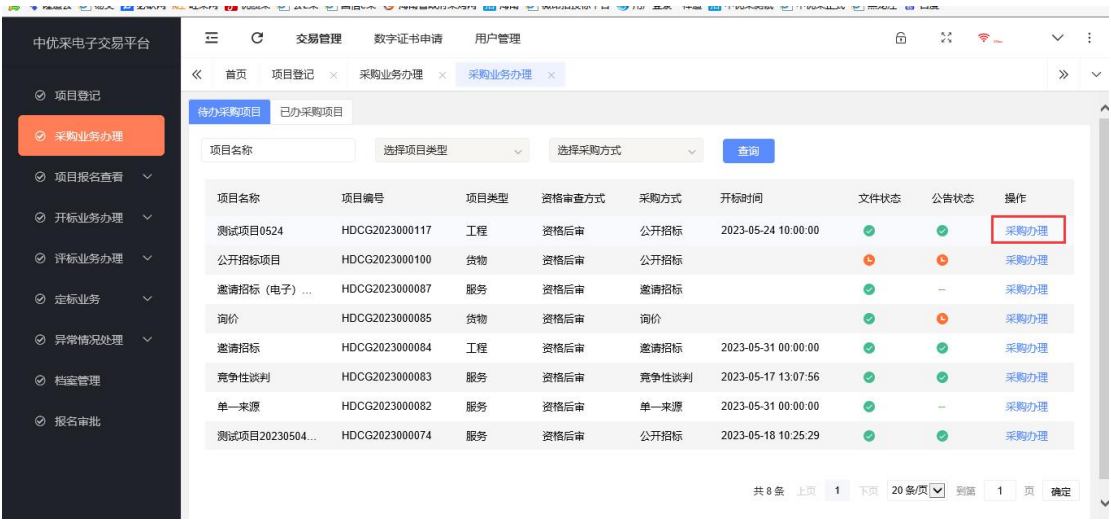 中优采电子交易平台
交易管理 数字证书申请 用户管理
首页 项目登记 × 采购业务办理 × 采购业务办理 ×
项目登记
采购业务办理
项目报名查看
开标业务办理
评标业务办理
定标业务
异常情况处理
档案管理
报名审批
待办采购项目 已办采购项目
项目名称 选择项目类型 选择采购方式 查询
项目名称 项目编号 项目类型 资格审查方式 采购方式 开标时间 文件状态 公告状态 操作
测试项目0524 HDCG2023000117 工程 资格后审 公开招标 2023-05-24 10:00:00 采购办理
公开招标项目 HDCG2023000100 货物 资格后审 公开招标 采购办理
邀请招标（电子）... HDCG2023000087 服务 资格后审 邀请招标 -- 采购办理
询价 HDCG2023000085 货物 资格后审 询价 采购办理
邀请招标 HDCG2023000084 工程 资格后审 邀请招标 2023-05-31 00:00:00 采购办理
竞争性谈判 HDCG2023000083 服务 资格后审 竞争性谈判 2023-05-17 13:07:56 采购办理
单一来源 HDCG2023000082 服务 资格后审 单一来源 2023-05-31 00:00:00 -- 采购办理
测试项目20230504... HDCG2023000074 服务 资格后审 公开招标 2023-05-18 10:25:29 采购办理
共 8 条 上页 1 下页 20 条/页 到第 1 页 确定